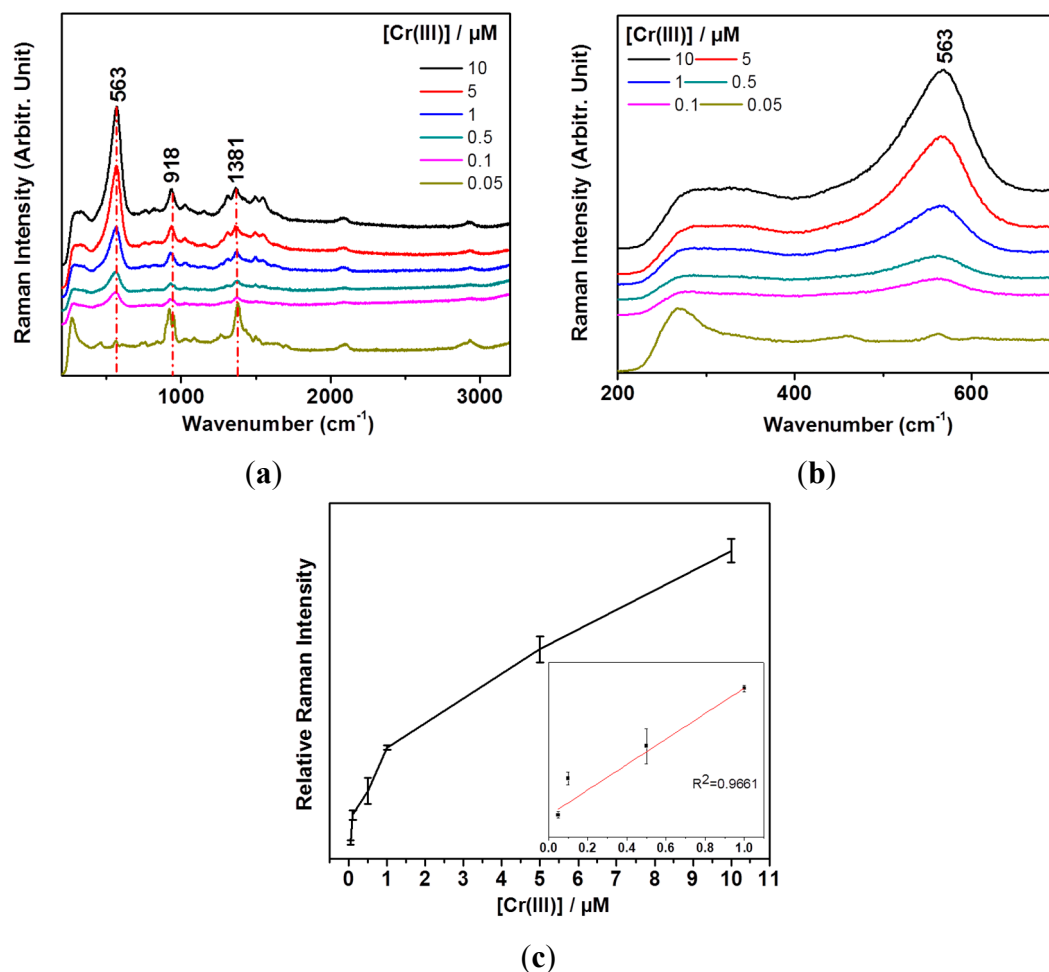 [Cr(III)] / µM
10
5
1
0.5
0.1
0.05
563
918
1381
Raman Intensity (Arbitr. Unit)
1000
2000
3000
Wavenumber (cm⁻¹)
(a)
[Cr(III)] / µM
10 5
1 0.5
0.1 0.05
563
Raman Intensity (Arbitr. Unit)
200
400
600
Wavenumber (cm⁻¹)
(b)
Relative Raman Intensity
R²=0.9661
0.0 0.2 0.4 0.6 0.8 1.0
0 1 2 3 4 5 6 7 8 9 10 11
[Cr(III)] / µM
(c)